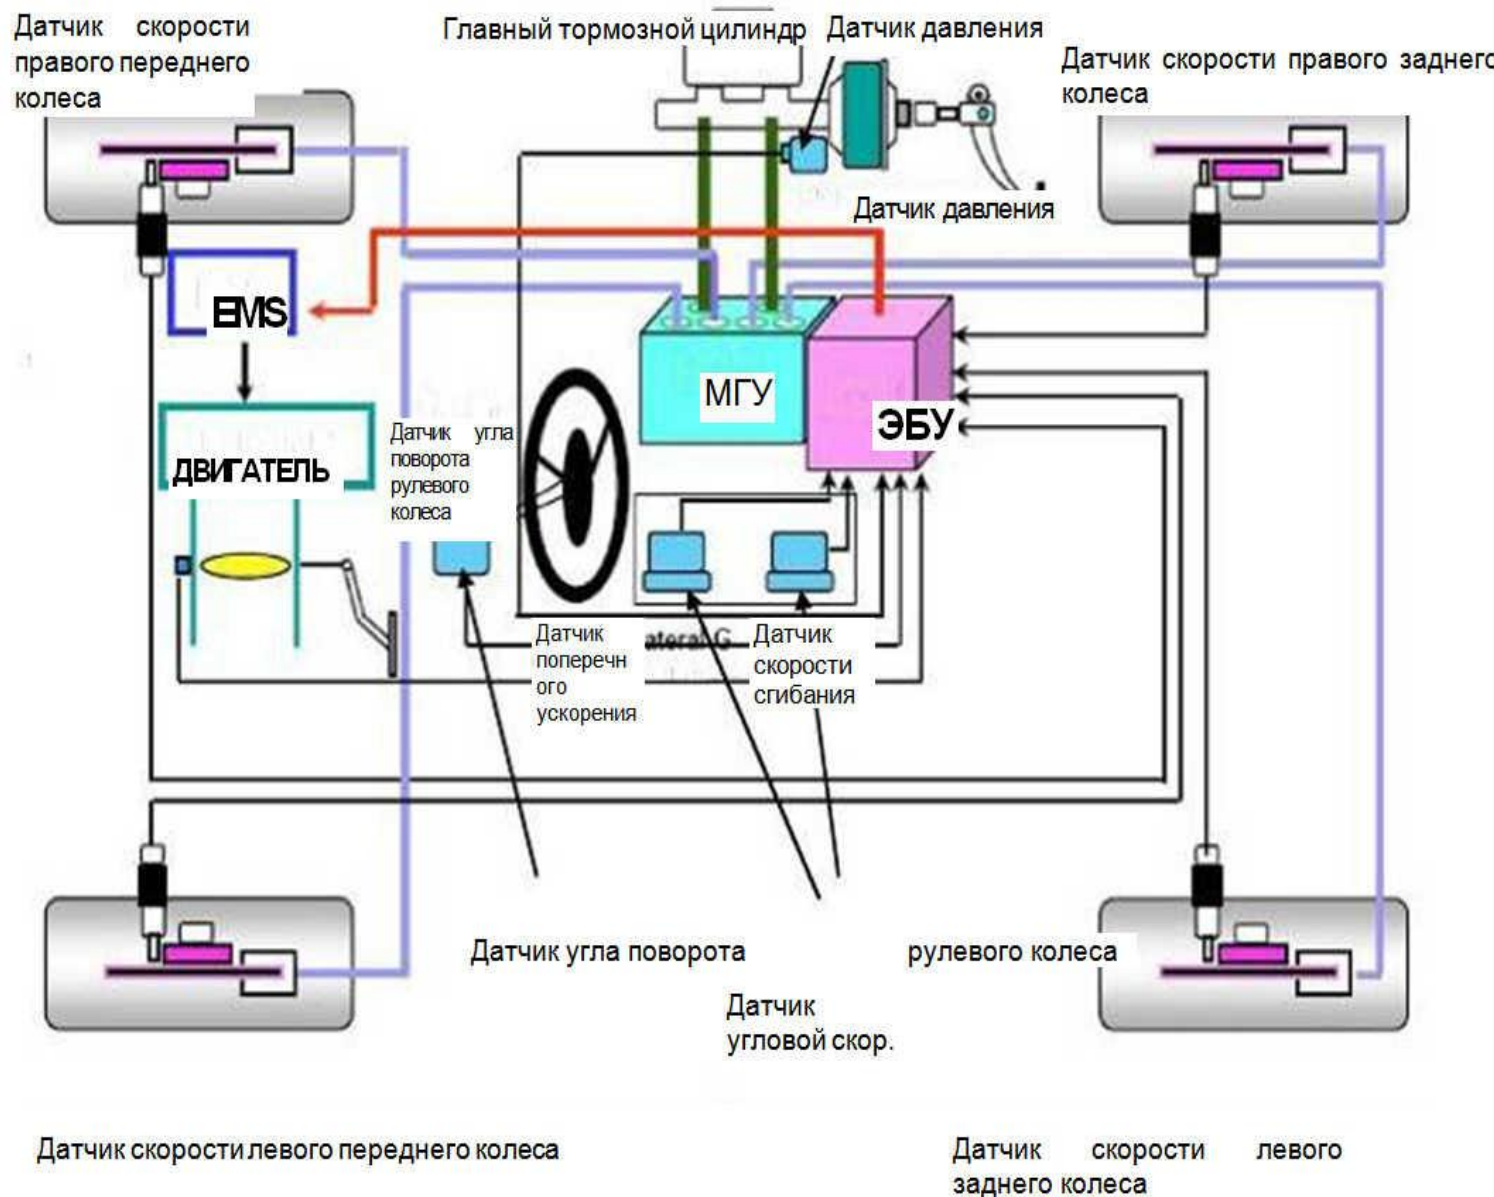 Датчик скорости
правого переднего
колеса
Главный тормозной цилиндр
Датчик давления
Датчик скорости правого заднего
колеса
Датчик давления
EMS
МГУ
ЭБУ
ДВИГАТЕЛЬ
Датчик угла
поворота
рулевого
колеса
Датчик
поперечн
ого
ускорения
ateral G
Датчик
скорости
сгибания
Датчик угла поворота рулевого колеса
Датчик
угловой скор.
Датчик скорости левого переднего колеса
Датчик скорости левого
заднего колеса